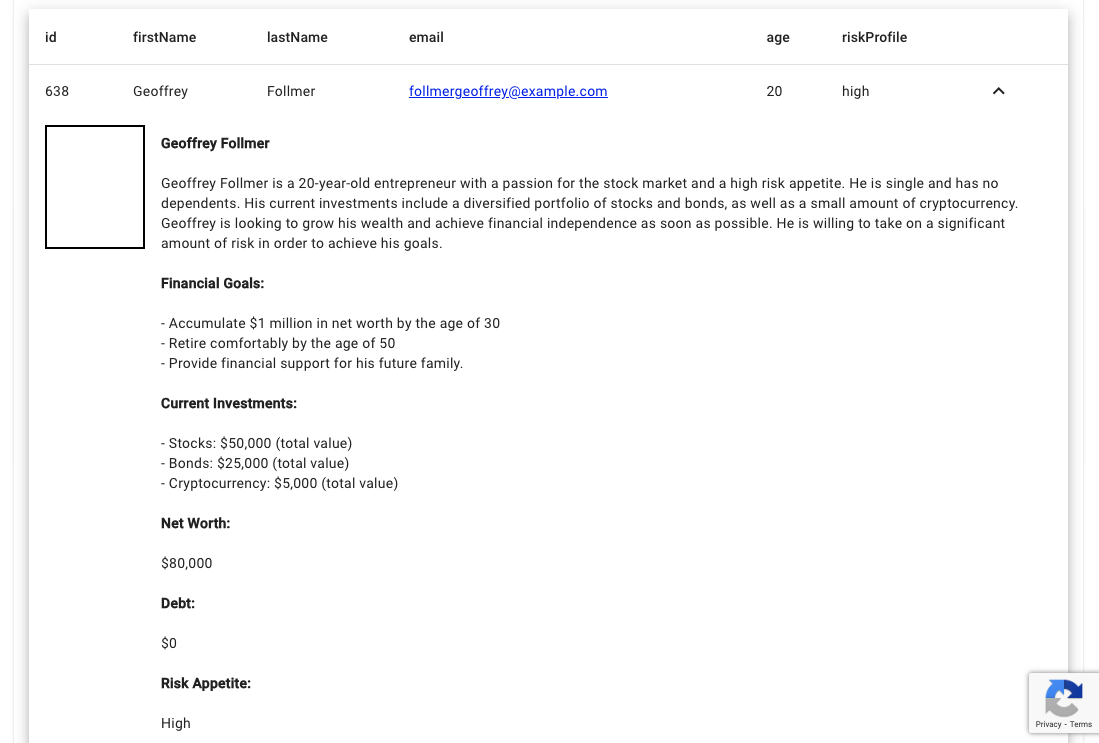 id firstName lastName email age riskProfile
638 Geoffrey Follmer follmergeoffrey@example.com 20 high
Geoffrey Follmer
Geoffrey Follmer is a 20-year-old entrepreneur with a passion for the stock market and a high risk appetite. He is single and has no
dependents. His current investments include a diversified portfolio of stocks and bonds, as well as a small amount of cryptocurrency.
Geoffrey is looking to grow his wealth and achieve financial independence as soon as possible. He is willing to take on a significant
amount of risk in order to achieve his goals.
Financial Goals:
- Accumulate $1 million in net worth by the age of 30
- Retire comfortably by the age of 50
- Provide financial support for his future family.
Current Investments:
- Stocks: $50,000 (total value)
- Bonds: $25,000 (total value)
- Cryptocurrency: $5,000 (total value)
Net Worth:
$80,000
Debt:
$0
Risk Appetite:
High
Privacy - Terms